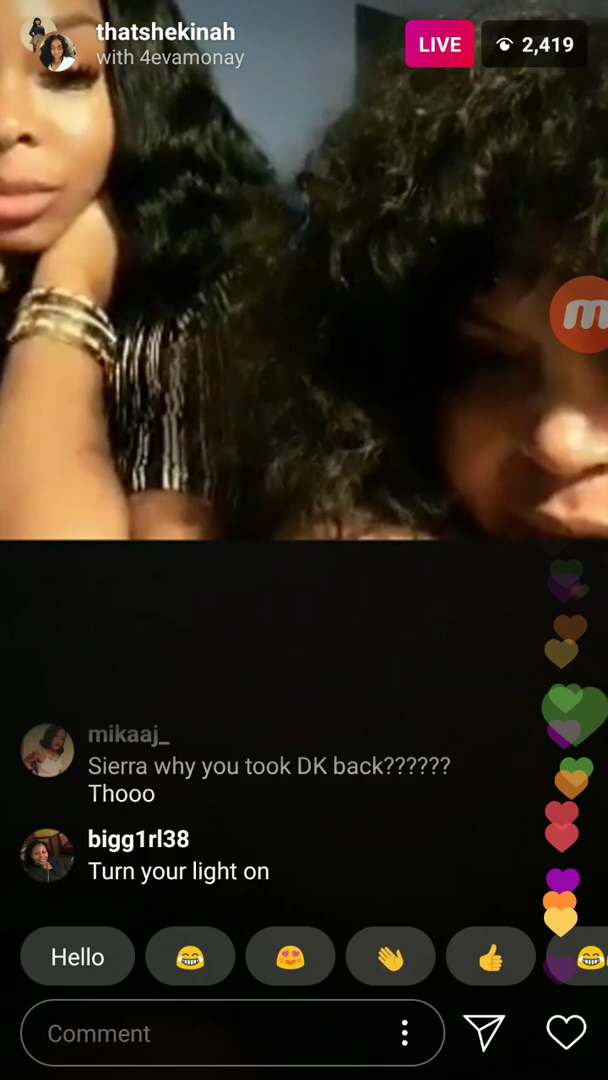 thatshekinah
with 4evamonay
LIVE
2,419
m
mikaaj_
Sierra why you took DK back??????
Thooo
bigg1rl38
Turn your light on
Hello
Comment